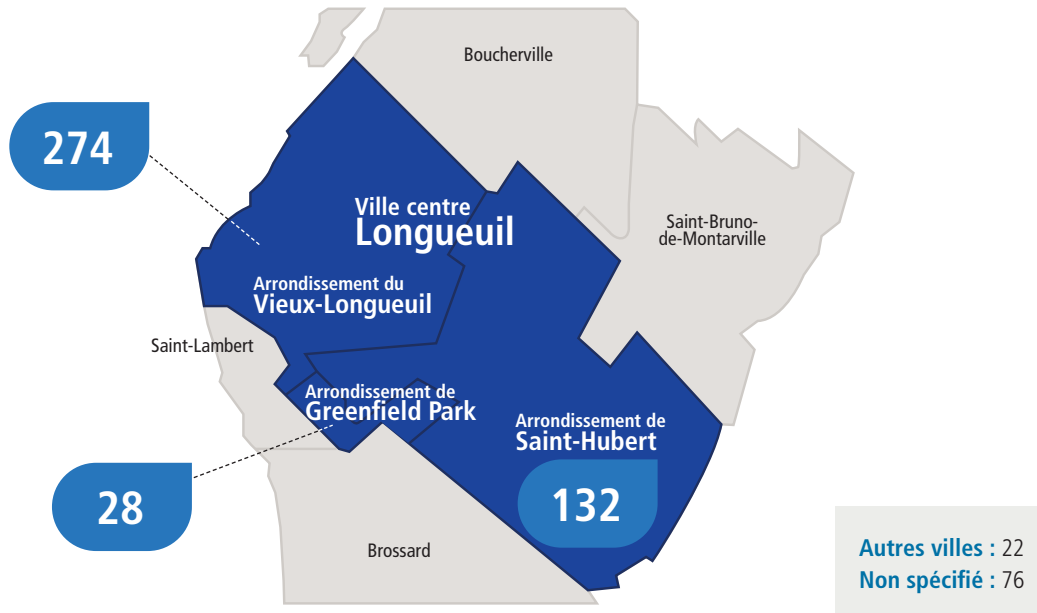 Boucherville
274
Ville centre
Longueuil
Saint-Bruno-
de-Montarville
Arrondissement du
Vieux-Longueuil
Saint-Lambert
Arrondissement de
Greenfield Park
Arrondissement de
Saint-Hubert
28
132
Brossard
Autres villes : 22
Non spécifié : 76